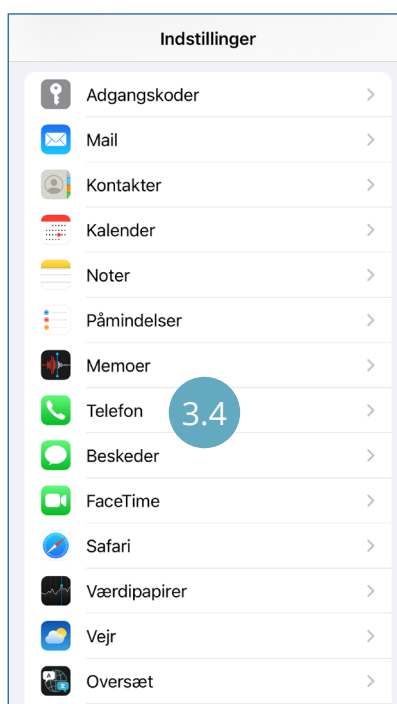 Indstillinger
Adgangskoder
Mail
Kontakter
Kalender
Noter
Påmindelser
Memoer
Telefon 3.4
Beskeder
FaceTime
Safari
Værdipapirer
Vejr
Oversæt